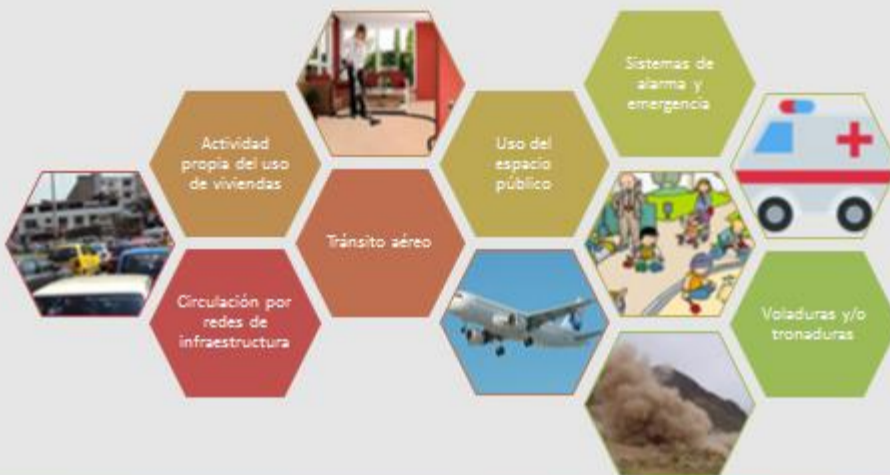 Sistemas de
alarma y
emergencia
Actividad
propia del uso
de viviendas
Uso del
espacio
público
Tránsito aéreo
Circulación por
redes de
infraestructura
Voladuras y/o
tronaduras